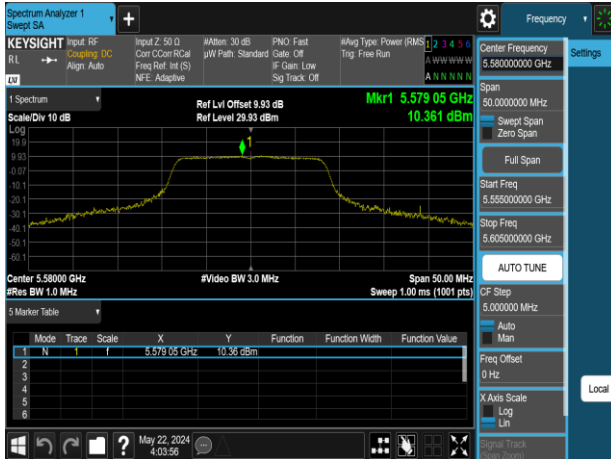 Spectrum Analyzer 1
Swept SA
+
Frequency
KEYSIGHT
RL
Input: RF
Coupling: DC
Align: Auto
Input Z: 50 Ω
Corr CCorr RCal
Freq Ref: Int (S)
NFE: Adaptive
#Atten: 30 dB
µW Path: Standard
PNO: Fast
Gate: Off
IF Gain: Low
Sig Track: Off
#Avg Type: Power (RMS
Trig: Free Run
1 2 3 4 5 6
A W W W W W
A N N N N N
LXI
1 Spectrum
Scale/Div 10 dB
Ref Lvl Offset 9.93 dB
Ref Level 29.93 dBm
Mkr1 5.579 05 GHz
10.361 dBm
Log
19.9
9.93
-0.07
-10.1
-20.1
-30.1
-40.1
-50.1
-60.1
1
Center 5.58000 GHz
#Res BW 1.0 MHz
#Video BW 3.0 MHz
Span 50.00 MHz
Sweep 1.00 ms (1001 pts)
5 Marker Table
Mode Trace Scale X Y Function Function Width Function Value
1 N 1 f 5.579 05 GHz 10.36 dBm
2
3
4
5
6
?
May 22, 2024
4:03:56
Center Frequency
5.580000000 GHz
Settings
Span
50.0000000 MHz
Swept Span
Zero Span
Full Span
Start Freq
5.555000000 GHz
Stop Freq
5.605000000 GHz
AUTO TUNE
CF Step
5.000000 MHz
Auto
Man
Freq Offset
0 Hz
X Axis Scale
Log
Lin
Local
Signal Track
(Span Zoom)